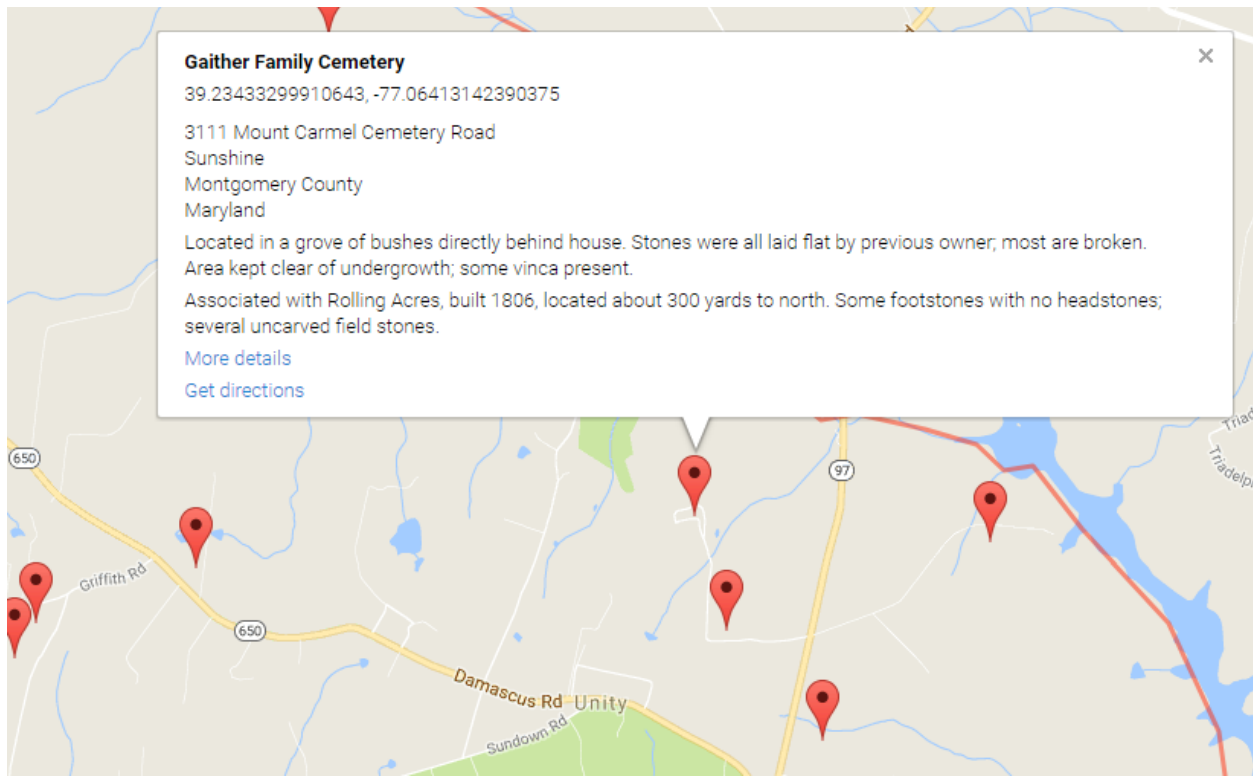 Gaither Family Cemetery
39.23433299910643, -77.06413142390375
3111 Mount Carmel Cemetery Road
Sunshine
Montgomery County
Maryland
Located in a grove of bushes directly behind house. Stones were all laid flat by previous owner; most are broken.
Area kept clear of undergrowth; some vinca present.
Associated with Rolling Acres, built 1806, located about 300 yards to north. Some footstones with no headstones;
several uncarved field stones.
More details
Get directions
650
97
Griffith Rd
650
Damascus Rd
Unity
Sundown Rd